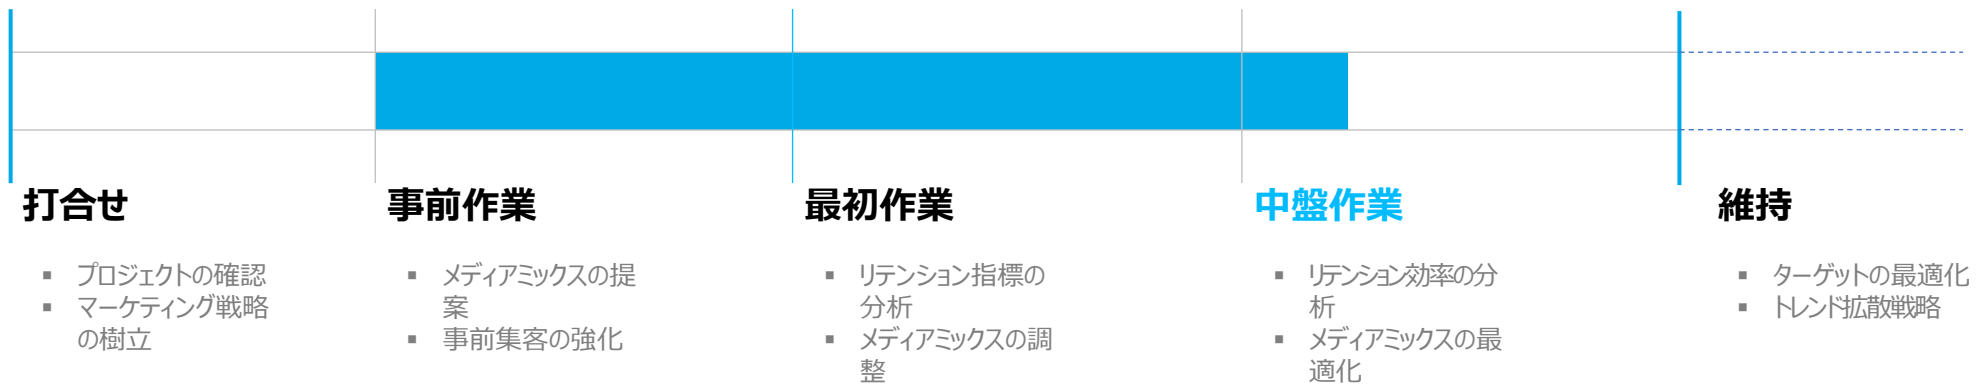 打合せ
▪ プロジェクトの確認
▪ マーケティング戦略
の樹立
事前作業
▪ メディアミックスの提
案
▪ 事前集客の強化
最初作業
▪ リテンション指標の
分析
▪ メディアミックスの調
整
中盤作業
▪ リテンション効率の分
析
▪ メディアミックスの最
適化
維持
▪ ターゲットの最適化
▪ トレンド拡散戦略